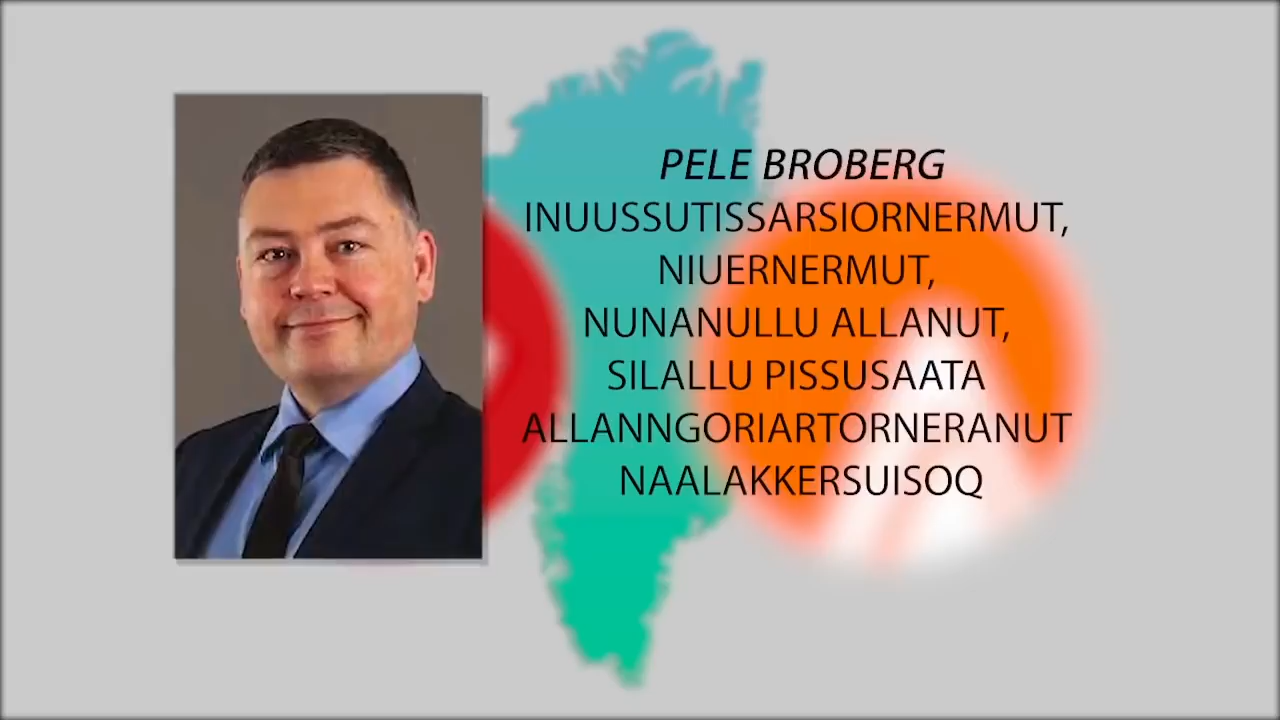 PELE BROBERG
INUUSSUTISSARSIORNERMUT,
NIUERNERMUT,
NUNANULLU ALLANUT,
SILALLU PISSUSAATA
ALLANNGORIARTORNERANUT
NAALAKKERSUISOQ